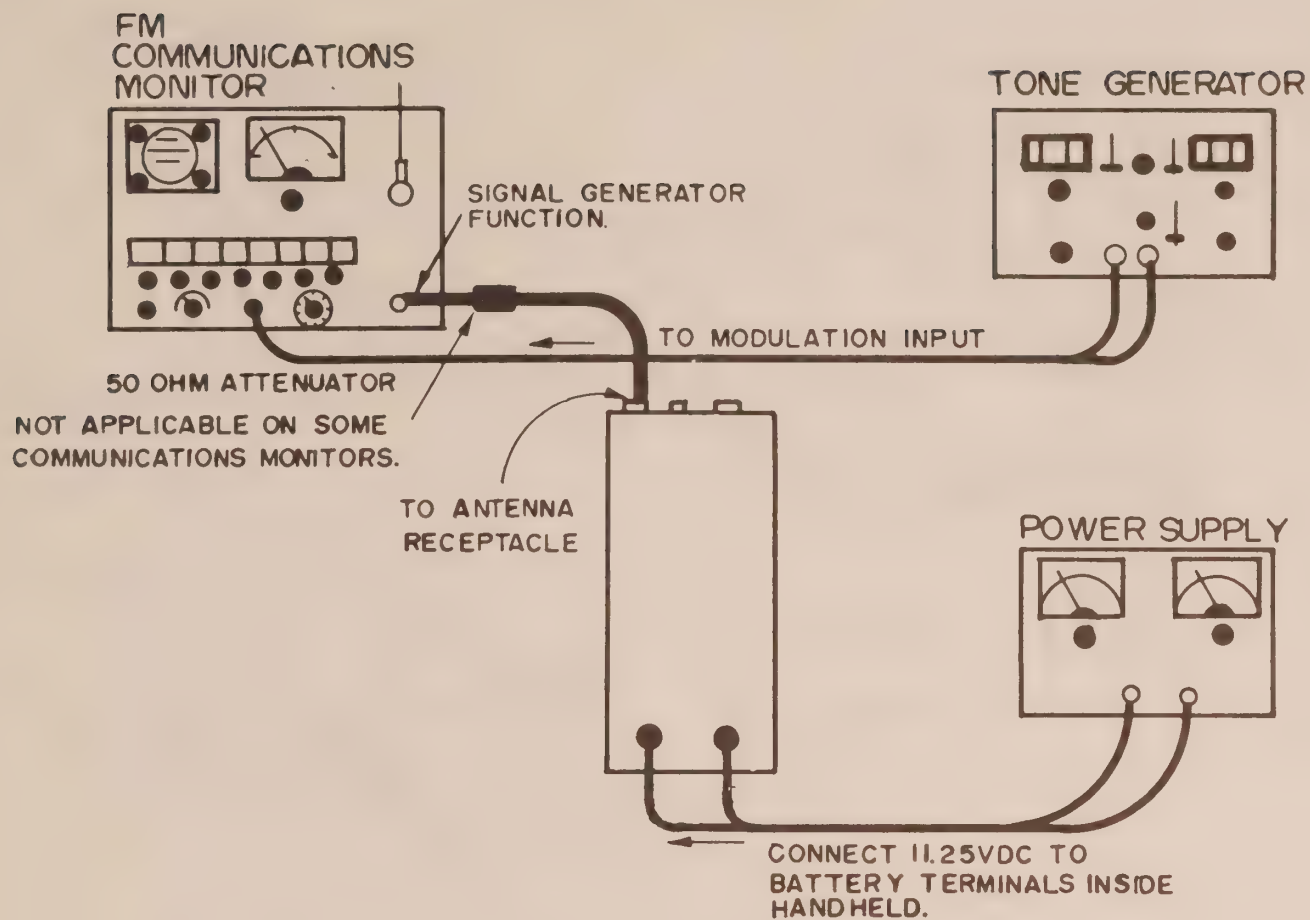 FM
COMMUNICATIONS
MONITOR
TONE GENERATOR
SIGNAL GENERATOR
FUNCTION.
TO MODULATION INPUT
50 OHM ATTENUATOR
NOT APPLICABLE ON SOME
COMMUNICATIONS MONITORS.
TO ANTENNA
RECEPTACLE
POWER SUPPLY
CONNECT 11.25VDC TO
BATTERY TERMINALS INSIDE
HANDHELD.